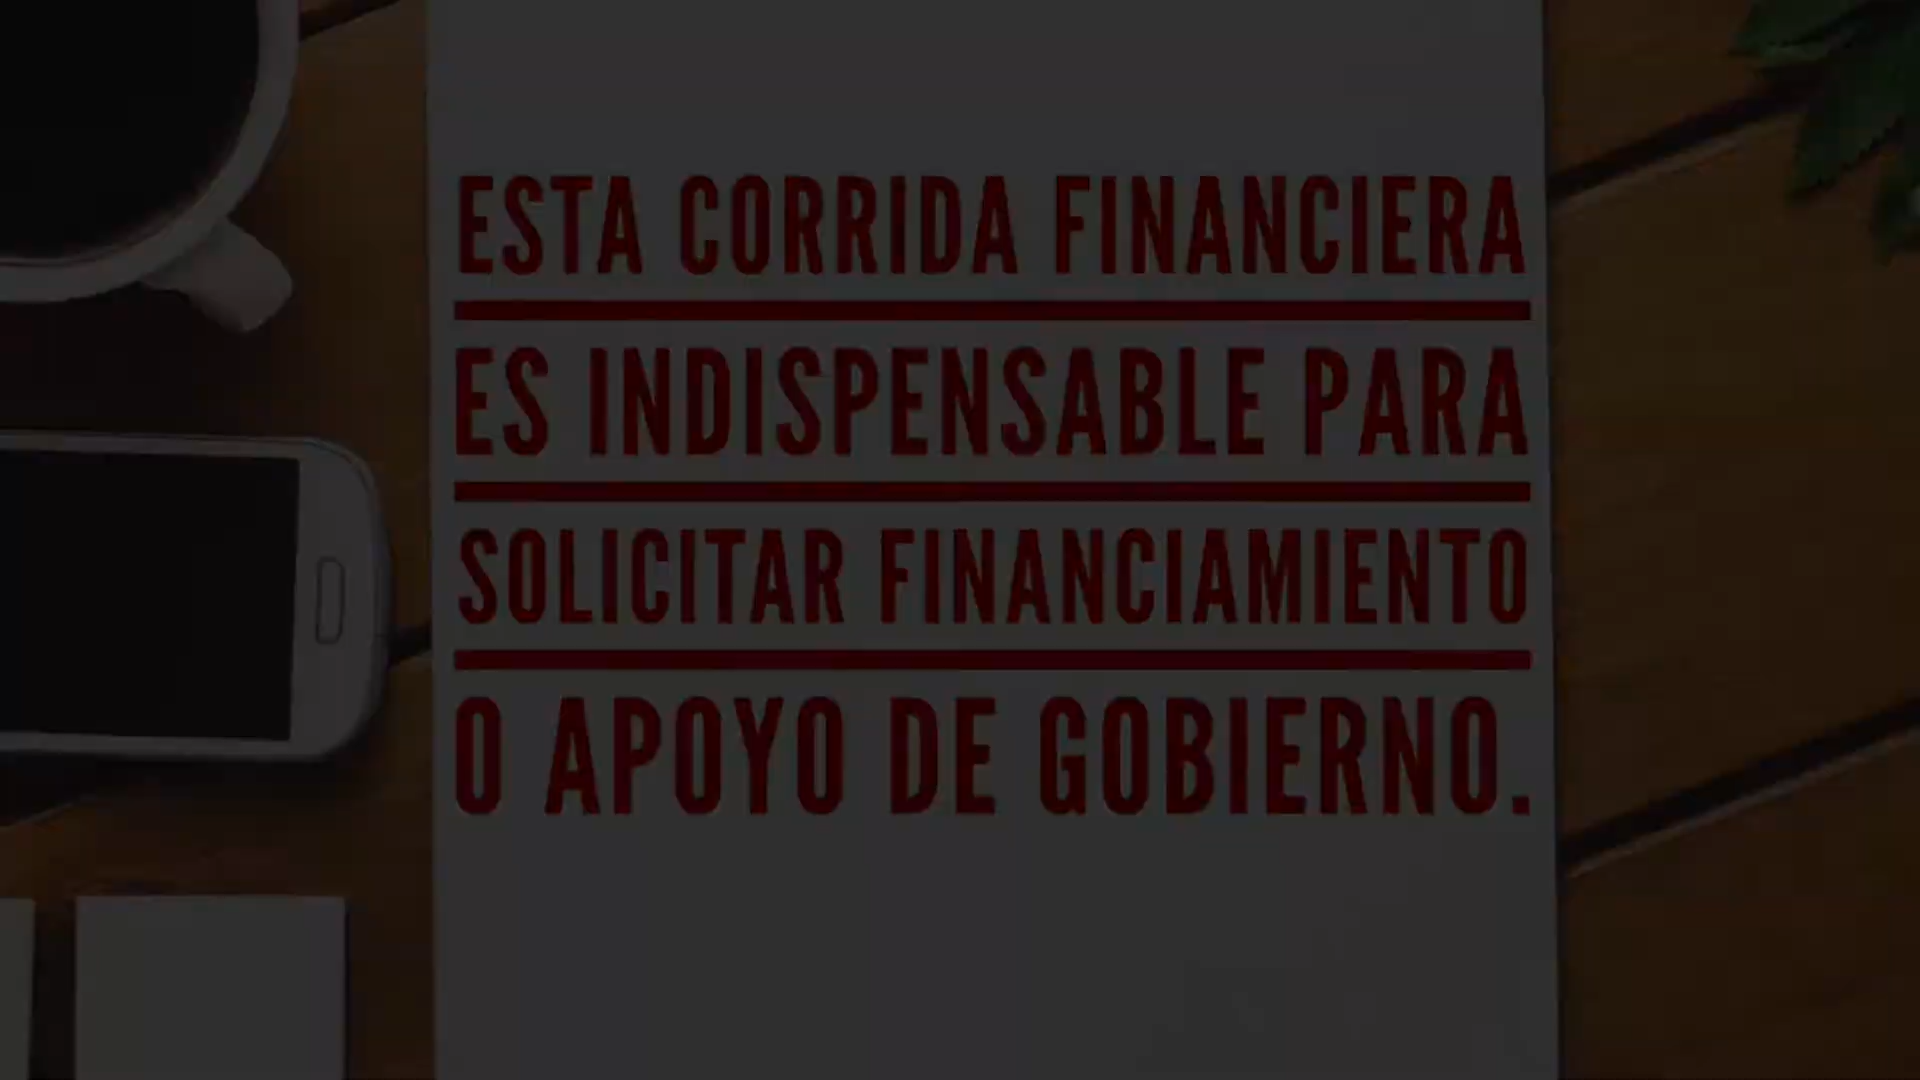 ESTA CORRIDA FINANCIERA
ES INDISPENSABLE PARA
SOLICITAR FINANCIAMIENTO
O APOYO DE GOBIERNO.